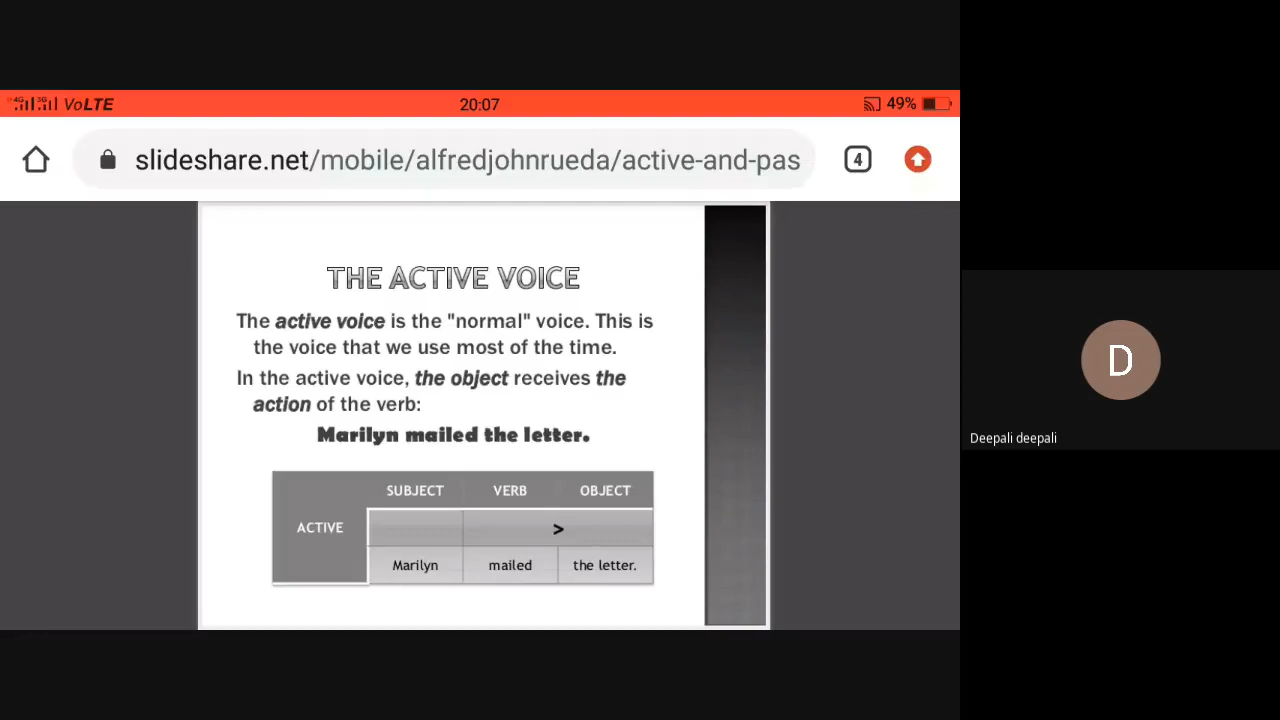 4G 3G VoLTE 20:07 49%
slideshare.net/mobile/alfredjohnrueda/active-and-pas 4
THE ACTIVE VOICE
The active voice is the "normal" voice. This is
the voice that we use most of the time.
In the active voice, the object receives the
action of the verb:
Marilyn mailed the letter.
SUBJECT VERB OBJECT
ACTIVE >
Marilyn mailed the letter.
D
Deepali deepali